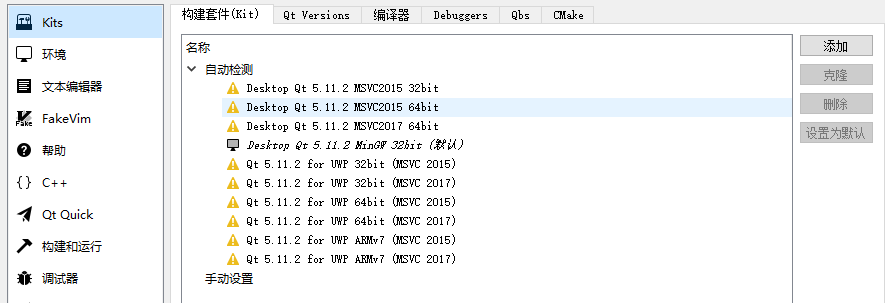 Kits
环境
文本编辑器
FakeVim
帮助
C++
Qt Quick
构建和运行
调试器
构建套件(Kit) Qt Versions 编译器 Debuggers Qbs CMake
名称
自动检测
Desktop Qt 5.11.2 MSVC2015 32bit
Desktop Qt 5.11.2 MSVC2015 64bit
Desktop Qt 5.11.2 MSVC2017 64bit
Desktop Qt 5.11.2 MinGW 32bit (默认)
Qt 5.11.2 for UWP 32bit (MSVC 2015)
Qt 5.11.2 for UWP 32bit (MSVC 2017)
Qt 5.11.2 for UWP 64bit (MSVC 2015)
Qt 5.11.2 for UWP 64bit (MSVC 2017)
Qt 5.11.2 for UWP ARMv7 (MSVC 2015)
Qt 5.11.2 for UWP ARMv7 (MSVC 2017)
手动设置
添加
克隆
删除
设置为默认
Fake